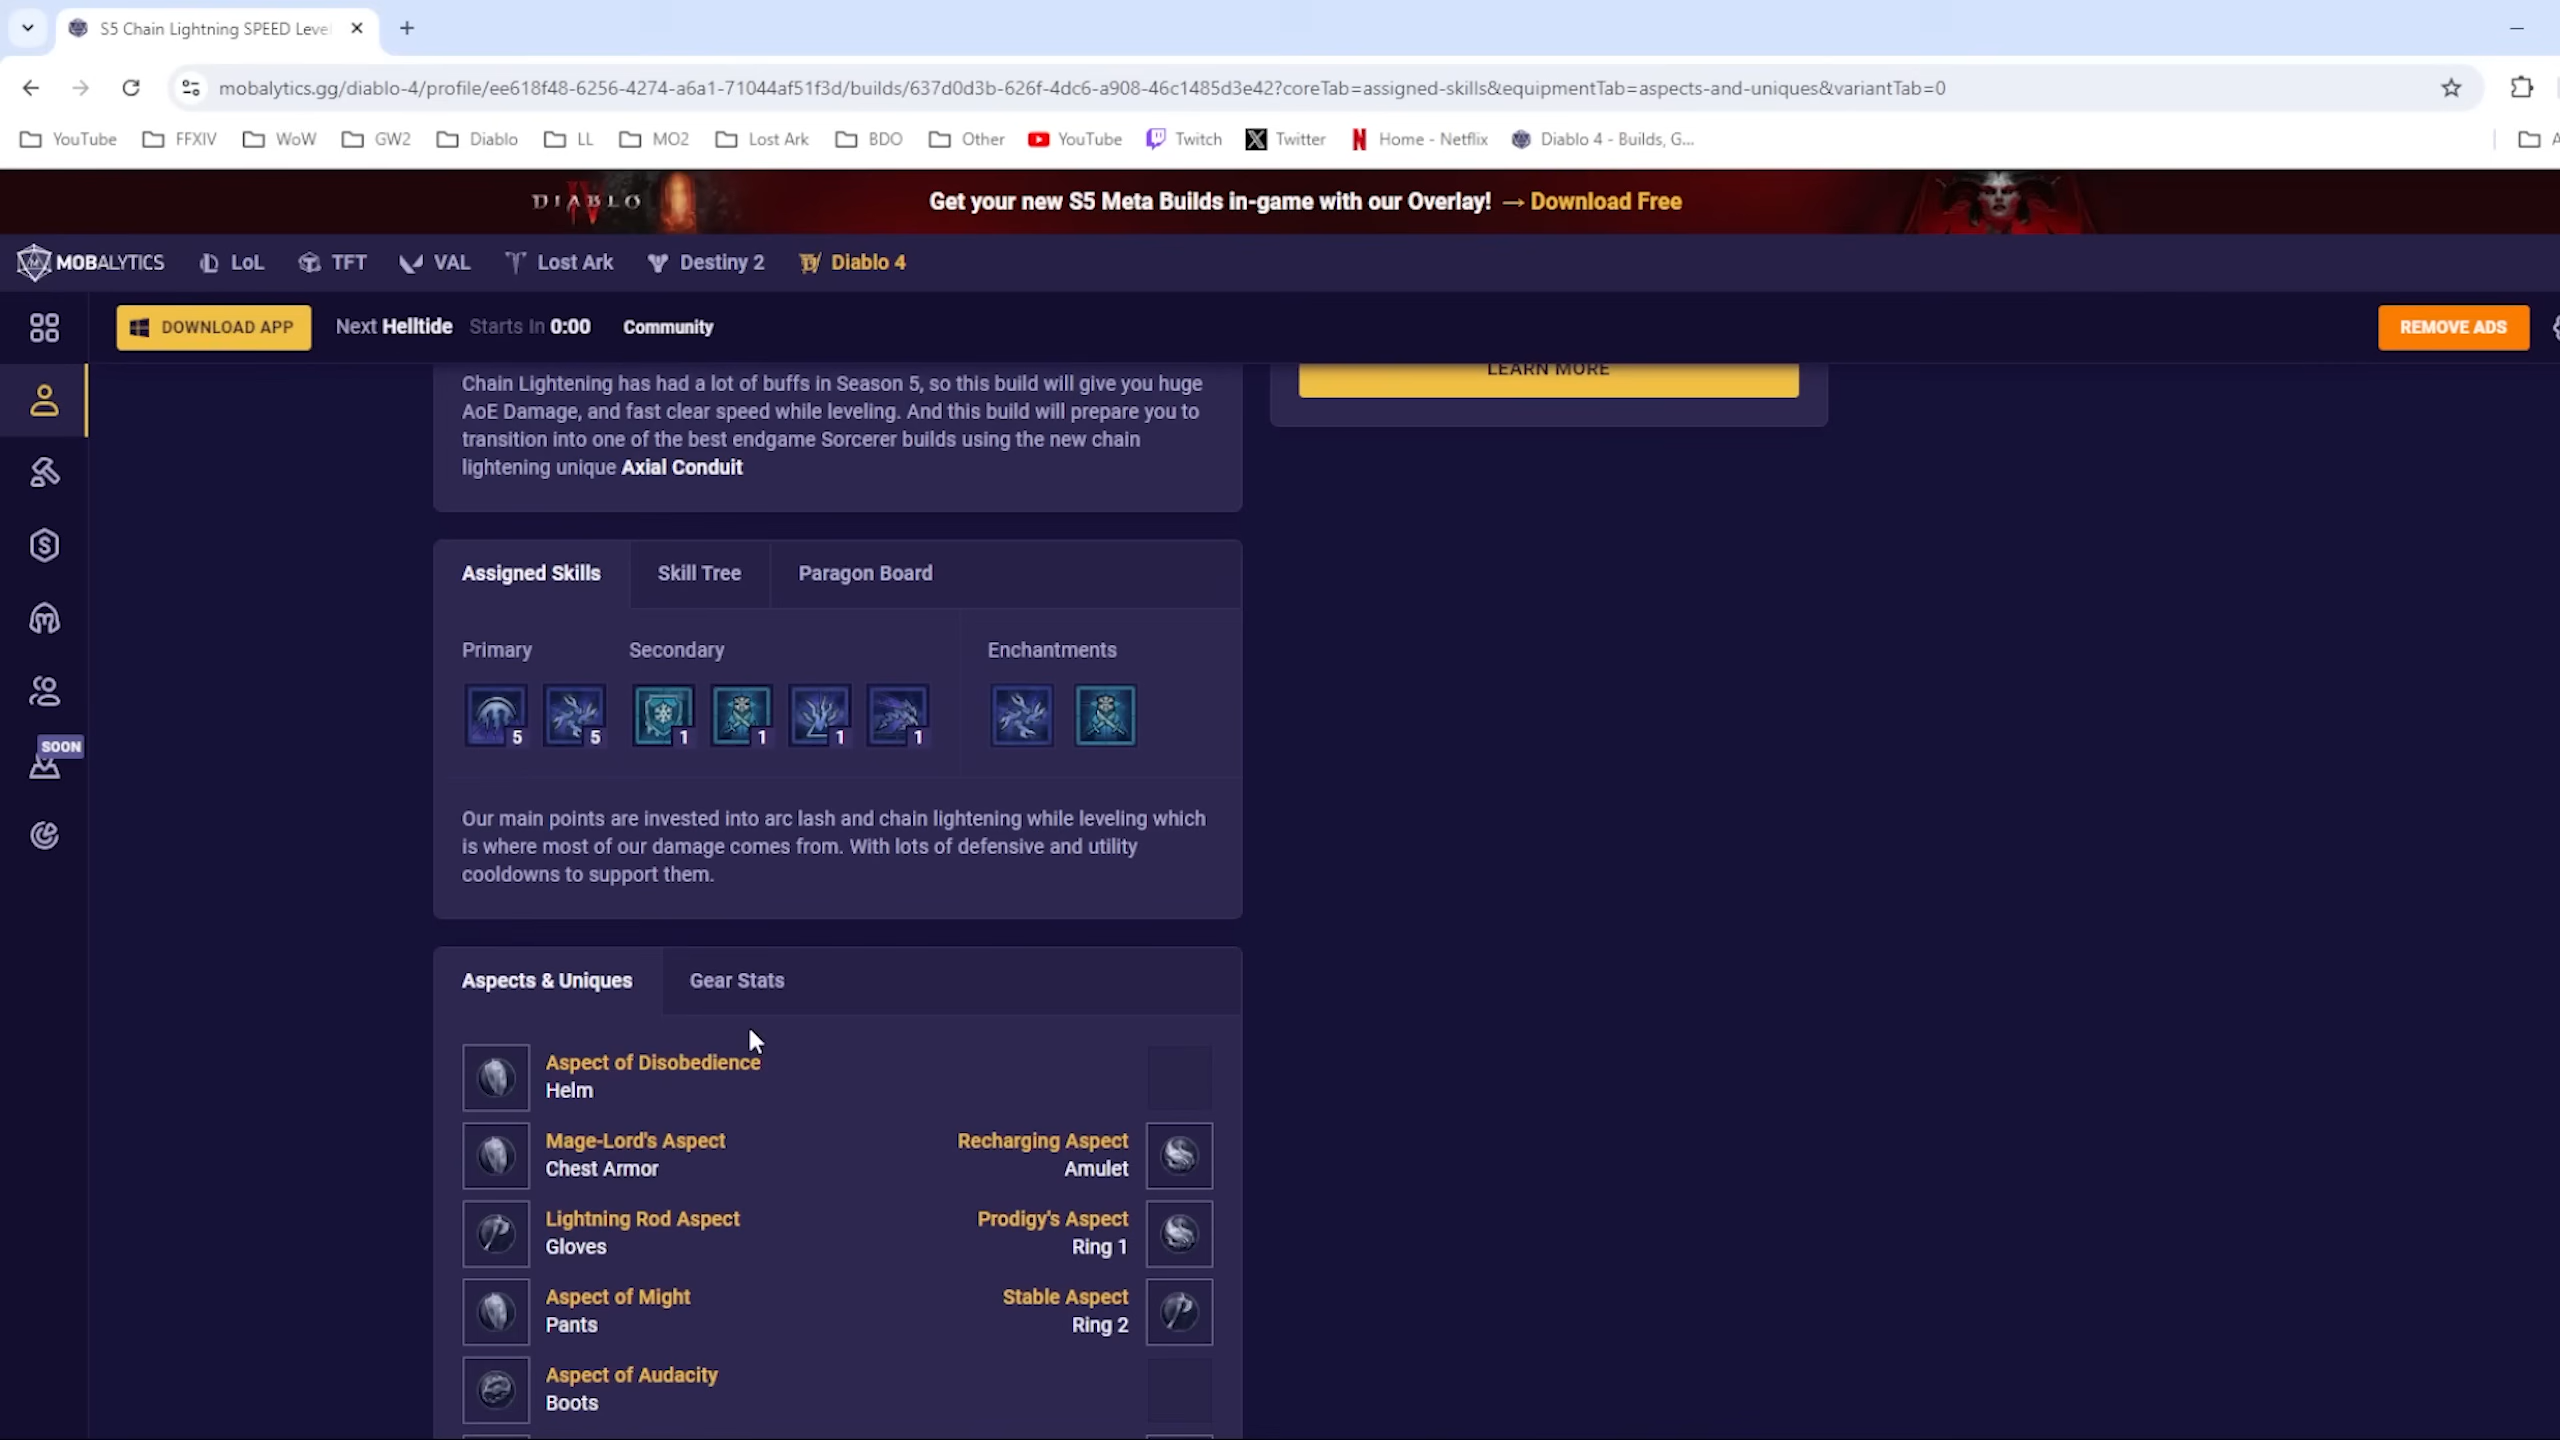 S5 Chain Lightning SPEED Leve
mobalytics.gg/diablo-4/profile/ee618f48-6256-4274-a6a1-71044af51f3d/builds/637d0d3b-626f-4dc6-a908-46c1485d3e42?coreTab=assigned-skills&equipmentTab=aspects-and-uniques&variantTab=0
YouTube FFXIV WoW GW2 Diablo LL MO2 Lost Ark BDO Other YouTube Twitch Twitter Home - Netflix Diablo 4 - Builds, G... A
DIABLO IV Get your new S5 Meta Builds in-game with our Overlay! → Download Free
MOBALYTICS LoL TFT VAL Lost Ark Destiny 2 Diablo 4
DOWNLOAD APP Next Helltide Starts In 0:00 Community REMOVE ADS
LEARN MORE
Chain Lightening has had a lot of buffs in Season 5, so this build will give you huge
AoE Damage, and fast clear speed while leveling. And this build will prepare you to
transition into one of the best endgame Sorcerer builds using the new chain
lightening unique Axial Conduit
Assigned Skills Skill Tree Paragon Board
Primary Secondary Enchantments
5 5 1 1 1 1
SOON
Our main points are invested into arc lash and chain lightening while leveling which
is where most of our damage comes from. With lots of defensive and utility
cooldowns to support them.
Aspects & Uniques Gear Stats
Aspect of Disobedience
Helm
Mage-Lord's Aspect Recharging Aspect
Chest Armor Amulet
Lightning Rod Aspect Prodigy's Aspect
Gloves Ring 1
Aspect of Might Stable Aspect
Pants Ring 2
Aspect of Audacity
Boots